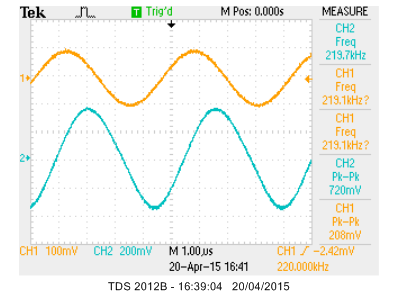 Tek T Trig'd M Pos: 0.000s MEASURE
CH2
Freq
219.7kHz
CH1
Freq
219.1kHz?
CH1
Freq
219.1kHz?
CH2
Pk-Pk
720mV
CH1
Pk-Pk
208mV
1
2
CH1 100mV CH2 200mV M 1.00µs CH1 -2.42mV
20-Apr-15 16:41 220.000kHz
TDS 2012B - 16:39:04 20/04/2015